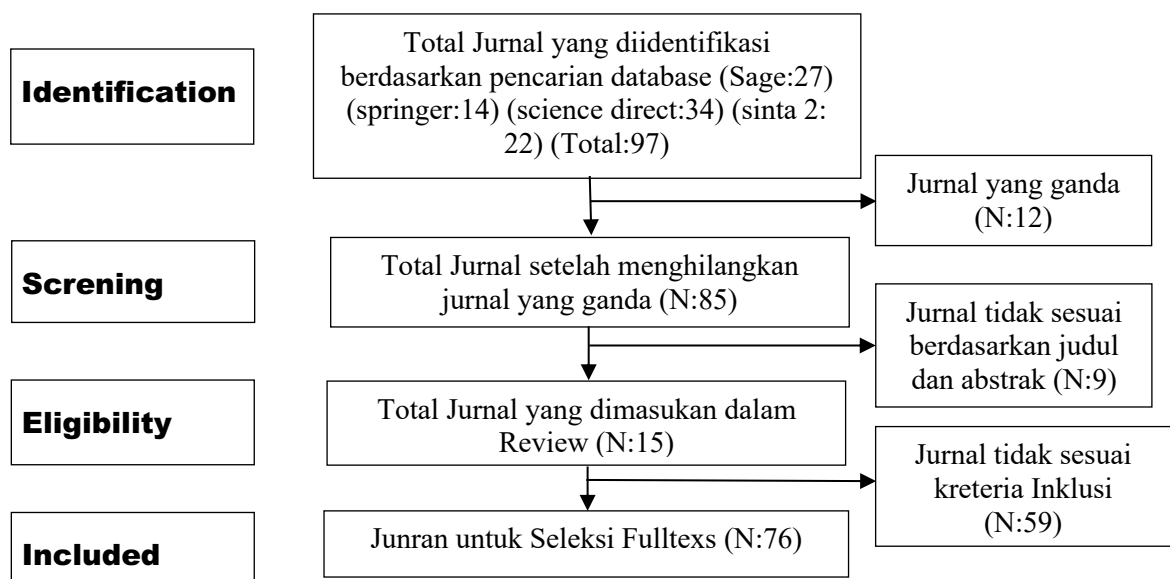 Identification
Total Jurnal yang diidentifikasi
berdasarkan pencarian database (Sage:27)
(springer:14) (science direct:34) (sinta 2:
22) (Total:97)
Jurnal yang ganda
(N:12)
Screning
Total Jurnal setelah menghilangkan
jurnal yang ganda (N:85)
Jurnal tidak sesuai
berdasarkan judul
dan abstrak (N:9)
Eligibility
Total Jurnal yang dimasukan dalam
Review (N:15)
Jurnal tidak sesuai
kreteria Inklusi
(N:59)
Included
Junran untuk Seleksi Fulltexs (N:76)